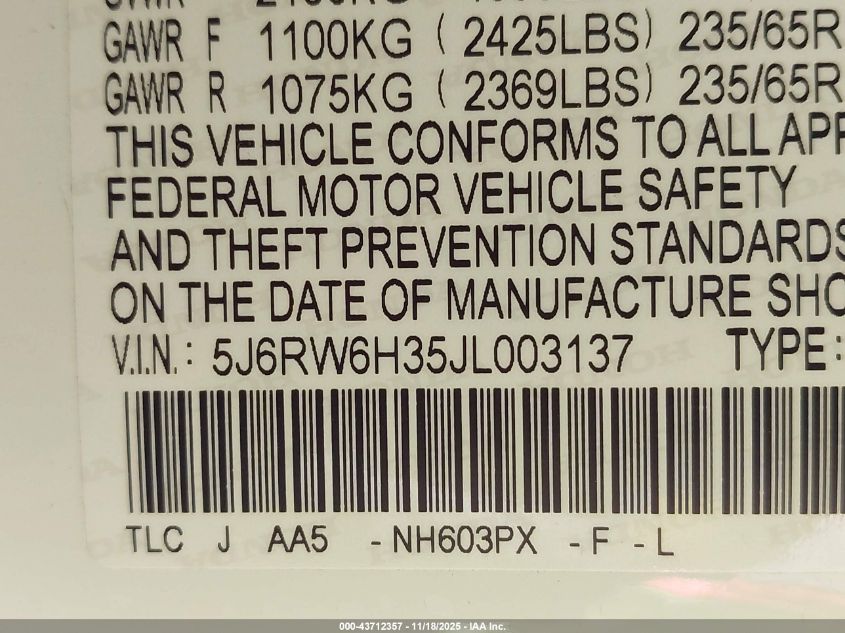 GAWR F 1100KG ( 2425LBS) 235/65R
GAWR R 1075KG ( 2369LBS) 235/65R
THIS VEHICLE CONFORMS TO ALL APP
FEDERAL MOTOR VEHICLE SAFETY
AND THEFT PREVENTION STANDARDS
ON THE DATE OF MANUFACTURE SHO
V.I.N.: 5J6RW6H35JL003137 TYPE:
TLC J AA5 -NH603PX -F -L
000-43712357 - 11/18/2025 - IAA Inc.